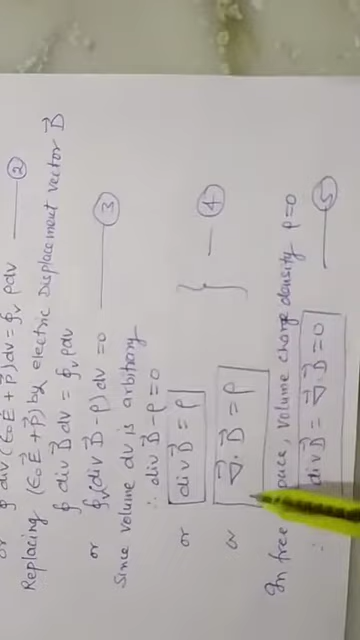 or ∮ div (ε₀E⃗ + P⃗) dv = ∮ᵥ ρdv —— ②
Replacing (ε₀E⃗ + P⃗) by electric Displacement vector D⃗
∮ div D⃗ dv = ∮ᵥ ρdv
or ∮ᵥ (div D⃗ - ρ) dv = 0 —— ③
Since volume dv is arbitrary
∴ div D⃗ - ρ = 0
or div D⃗ = ρ
or ∇⃗. D⃗ = ρ } — ④
In free, volume charge density ρ = 0
∴ div D⃗ = ∇⃗. D⃗ = 0 —— ⑤